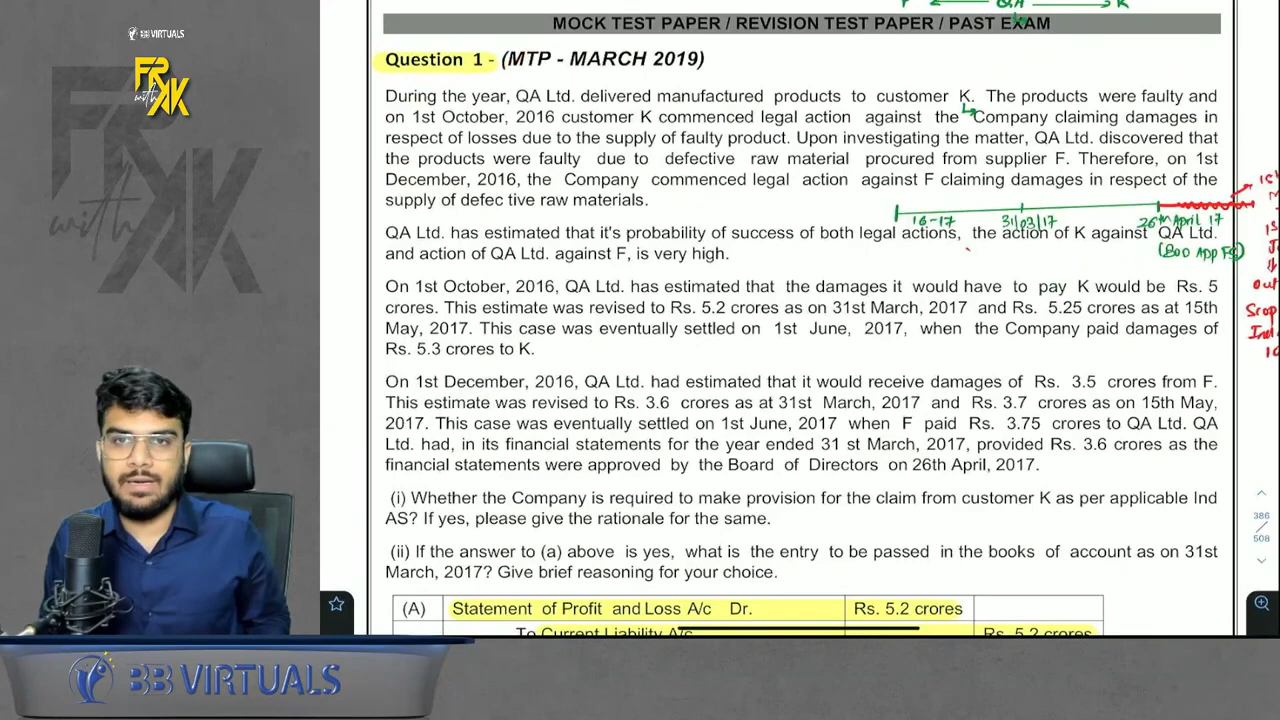 BB VIRTUALS
FR
with
AK
FR
with
AK
F
QA
K
MOCK TEST PAPER / REVISION TEST PAPER / PAST EXAM
Question 1 - (MTP - MARCH 2019)
During the year, QA Ltd. delivered manufactured products to customer K. The products were faulty and
on 1st October, 2016 customer K commenced legal action against the Company claiming damages in
respect of losses due to the supply of faulty product. Upon investigating the matter, QA Ltd. discovered that
the products were faulty due to defective raw material procured from supplier F. Therefore, on 1st
December, 2016, the Company commenced legal action against F claiming damages in respect of the
supply of defec tive raw materials.
16-17 31/03/17 26th April 17
QA Ltd. has estimated that it's probability of success of both legal actions, the action of K against QA Ltd.
and action of QA Ltd. against F, is very high.
On 1st October, 2016, QA Ltd. has estimated that the damages it would have to pay K would be Rs. 5
crores. This estimate was revised to Rs. 5.2 crores as on 31st March, 2017 and Rs. 5.25 crores as at 15th
May, 2017. This case was eventually settled on 1st June, 2017, when the Company paid damages of
Rs. 5.3 crores to K.
On 1st December, 2016, QA Ltd. had estimated that it would receive damages of Rs. 3.5 crores from F.
This estimate was revised to Rs. 3.6 crores as at 31st March, 2017 and Rs. 3.7 crores as on 15th May,
2017. This case was eventually settled on 1st June, 2017 when F paid Rs. 3.75 crores to QA Ltd. QA
Ltd. had, in its financial statements for the year ended 31 st March, 2017, provided Rs. 3.6 crores as the
financial statements were approved by the Board of Directors on 26th April, 2017.
(i) Whether the Company is required to make provision for the claim from customer K as per applicable Ind
AS? If yes, please give the rationale for the same.
(ii) If the answer to (a) above is yes, what is the entry to be passed in the books of account as on 31st
March, 2017? Give brief reasoning for your choice.
(A) Statement of Profit and Loss A/c Dr. Rs. 5.2 crores
To Current Liability A/c Rs. 5.2 crores
386
508
BB VIRTUALS